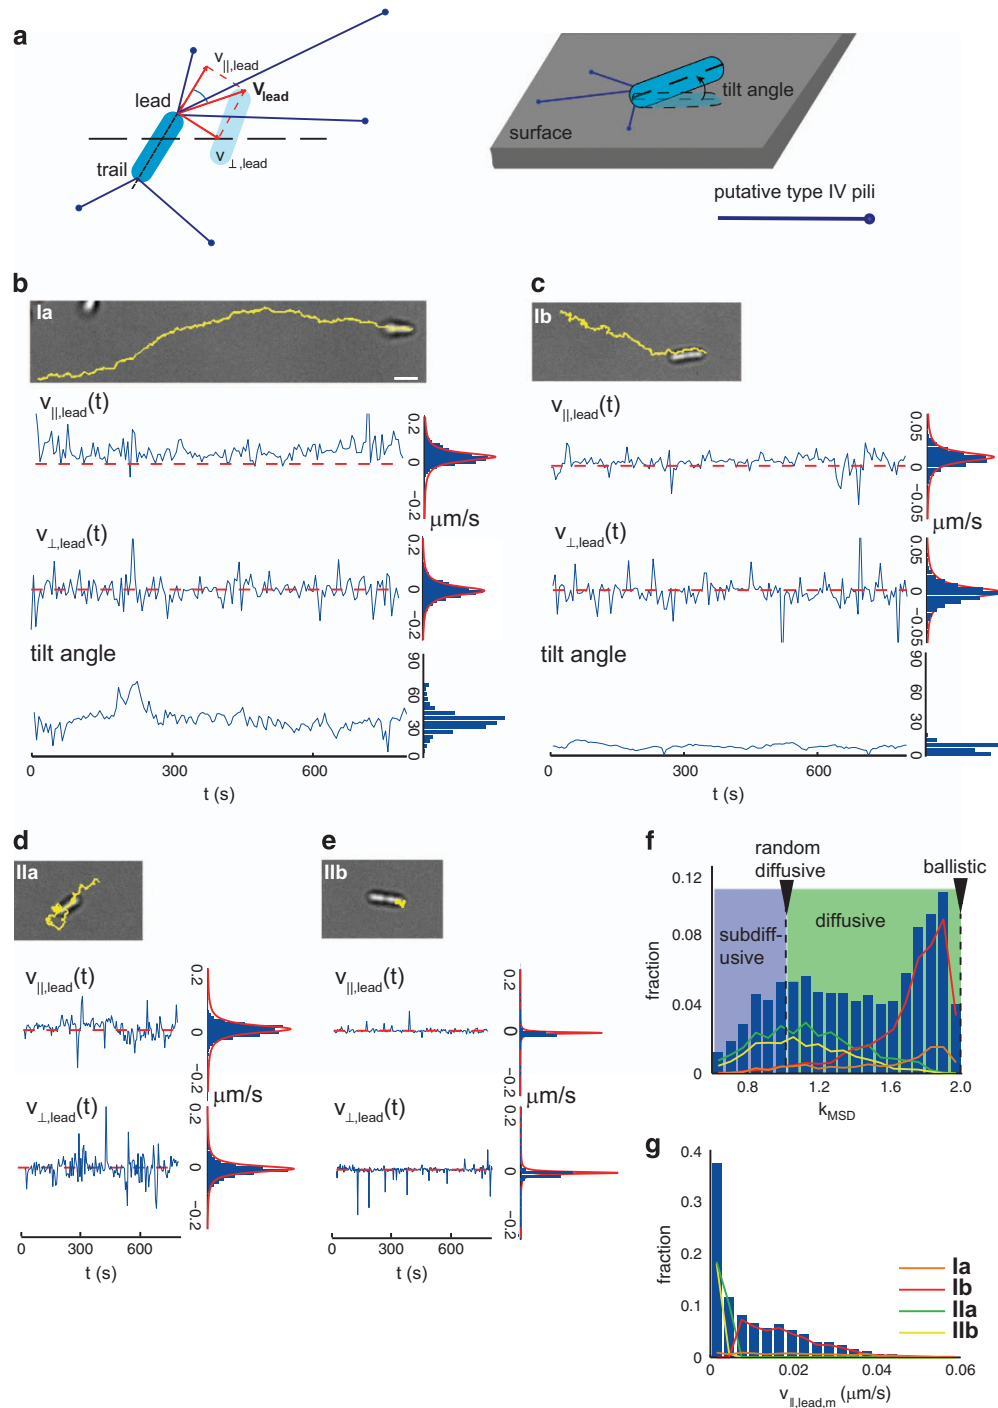 a
v||,lead
lead
Vlead
v⊥,lead
trail
tilt angle
surface
putative type IV pili
b
Ia
v||,lead(t)
0.2
0
−0.2
μm/s
v⊥,lead(t)
0.2
0
−0.2
tilt angle
90
60
30
0
0
300
600
t (s)
c
Ib
v||,lead(t)
0.05
0
−0.05
μm/s
v⊥,lead(t)
0.05
0
−0.05
tilt angle
90
60
30
0
0
300
600
t (s)
d
IIa
v||,lead(t)
0.2
0
−0.2
μm/s
v⊥,lead(t)
0.2
0
−0.2
0
600
t (s)
e
IIb
v||,lead(t)
0.2
0
−0.2
μm/s
v⊥,lead(t)
0.2
0
−0.2
0
600
t (s)
f
random
diffusive
ballistic
0.12
0.08
0.04
0
fraction
subdiff-
usive
diffusive
0.8
1.2
1.6
2.0
kMSD
g
0.4
0.3
0.2
0.1
0
fraction
Ia
Ib
IIa
IIb
0
0.02
0.04
0.06
v||,lead,m (μm/s)